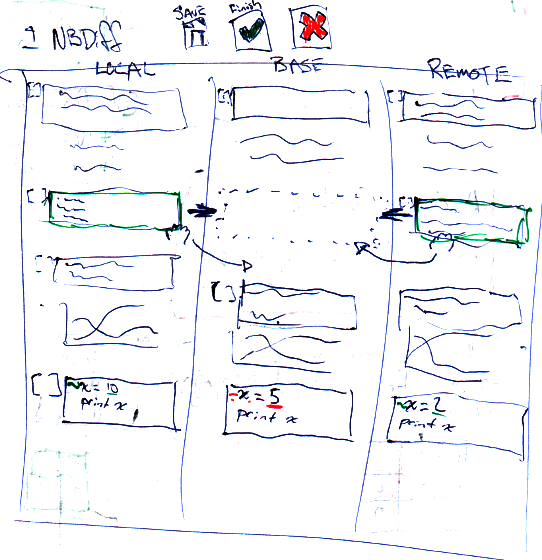 NBDiff
SAVE
Finish
LOCAL
BASE
REMOTE
[ ]
[ ]
[ ]
[ ]
[ ]
[ ]
[ ]
[ ]
[ ]
~x = 10
print x
-x = 5
print x
~x = 2
print x